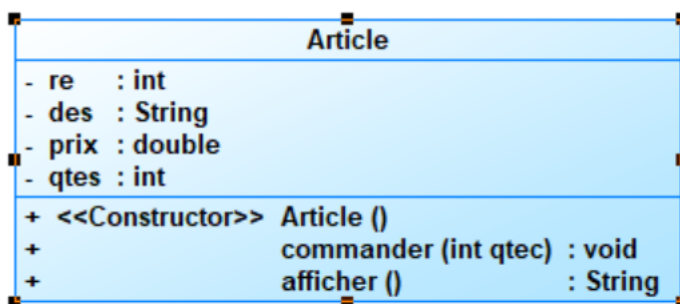 Article
- re : int
- des : String
- prix : double
- qtes : int
+ <<Constructor>> Article ()
+ commander (int qtec) : void
+ afficher () : String